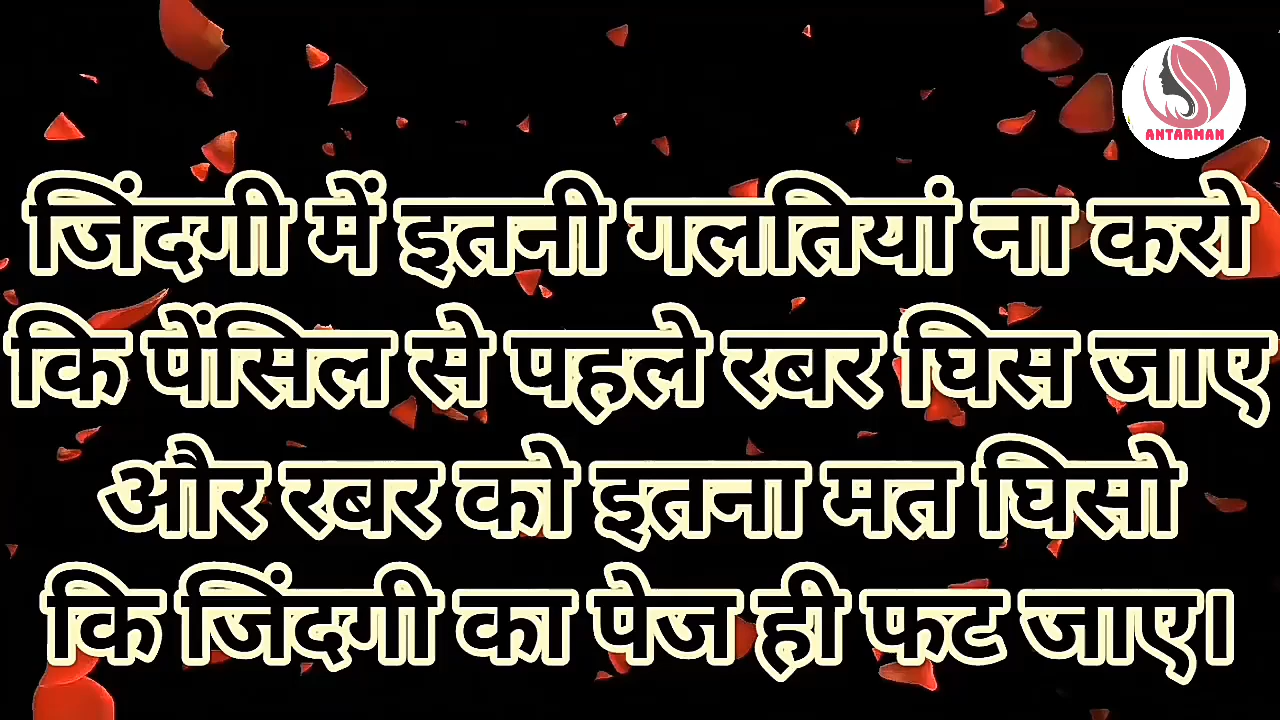 ANTARMAN
जिंदगी में इतनी गलतियां ना करो
कि पेंसिल से पहले रबर घिस जाए
और रबर को इतना मत घिसो
कि जिंदगी का पेज ही फट जाए।